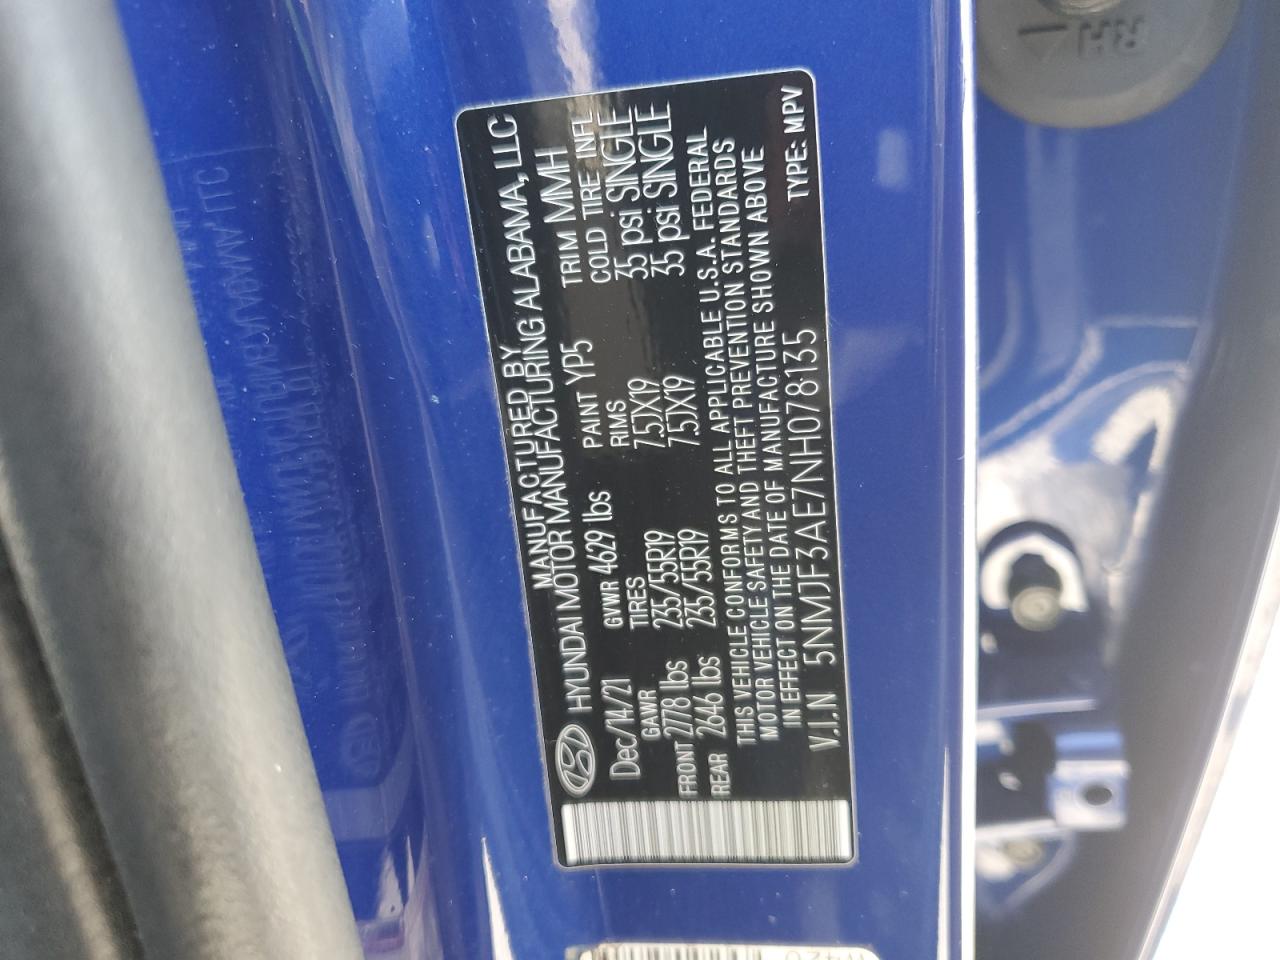 MANUFACTURED BY
HYUNDAI MOTOR MANUFACTURING ALABAMA, LLC
Dec/14/21 GVWR 4629 lbs PAINT YP5 TRIM MMH
GAWR TIRES RIMS COLD TIRE INFL
FRONT 2778 lbs 235/55R19 7.5JX19 35 psi SINGLE
REAR 2646 lbs 235/55R19 7.5JX19 35 psi SINGLE
THIS VEHICLE CONFORMS TO ALL APPLICABLE U.S.A. FEDERAL
MOTOR VEHICLE SAFETY AND THEFT PREVENTION STANDARDS
IN EFFECT ON THE DATE OF MANUFACTURE SHOWN ABOVE
V.I.N 5NMJF3AE7NH078135 TYPE: MPV
RH